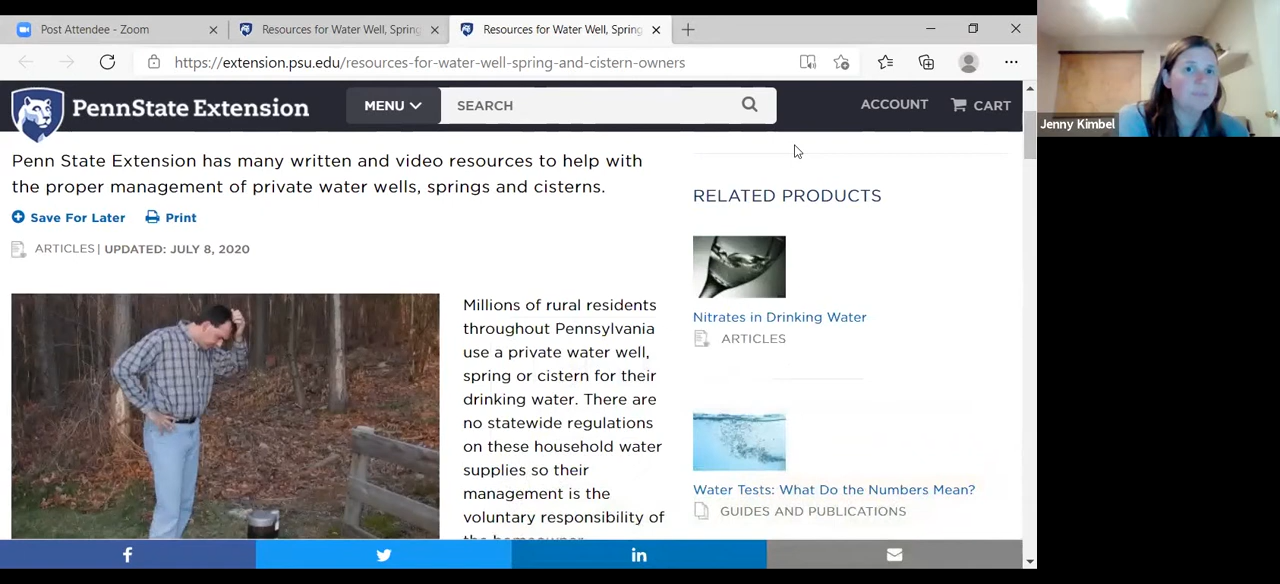 Post Attendee - Zoom
Resources for Water Well, Spring
Resources for Water Well, Spring
https://extension.psu.edu/resources-for-water-well-spring-and-cistern-owners
PennState Extension
MENU
SEARCH
ACCOUNT
CART
Jenny Kimbel
Penn State Extension has many written and video resources to help with
the proper management of private water wells, springs and cisterns.
Save For Later
Print
ARTICLES | UPDATED: JULY 8, 2020
Millions of rural residents
throughout Pennsylvania
use a private water well,
spring or cistern for their
drinking water. There are
no statewide regulations
on these household water
supplies so their
management is the
voluntary responsibility of
the homeowner
RELATED PRODUCTS
Nitrates in Drinking Water
ARTICLES
Water Tests: What Do the Numbers Mean?
GUIDES AND PUBLICATIONS